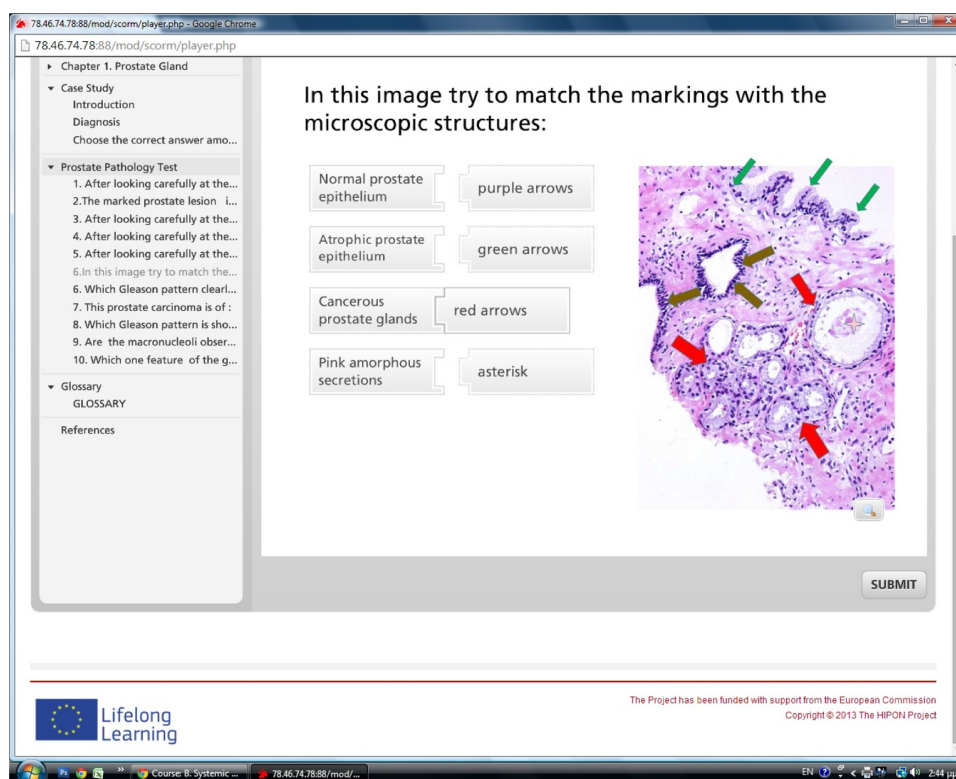 78.46.74.78:88/mod/scorm/player.php - Google Chrome
78.46.74.78:88/mod/scorm/player.php
Chapter 1. Prostate Gland
Case Study
Introduction
Diagnosis
Choose the correct answer amo...
Prostate Pathology Test
1. After looking carefully at the...
2.The marked prostate lesion i...
3. After looking carefully at the...
4. After looking carefully at the...
5. After looking carefully at the...
6.In this image try to match the...
6. Which Gleason pattern clearl...
7. This prostate carcinoma is of :
8. Which Gleason pattern is sho...
9. Are the macronucleoli obser...
10. Which one feature of the g...
Glossary
GLOSSARY
References
In this image try to match the markings with the
microscopic structures:
Normal prostate
epithelium
purple arrows
Atrophic prostate
epithelium
green arrows
Cancerous
prostate glands
red arrows
Pink amorphous
secretions
asterisk
SUBMIT
Lifelong
Learning
The Project has been funded with support from the European Commission
Copyright © 2013 The HIPON Project
Ps
»
Course: B. Systemic ...
78.46.74.78:88/mod/...
EN
2:44 μμ